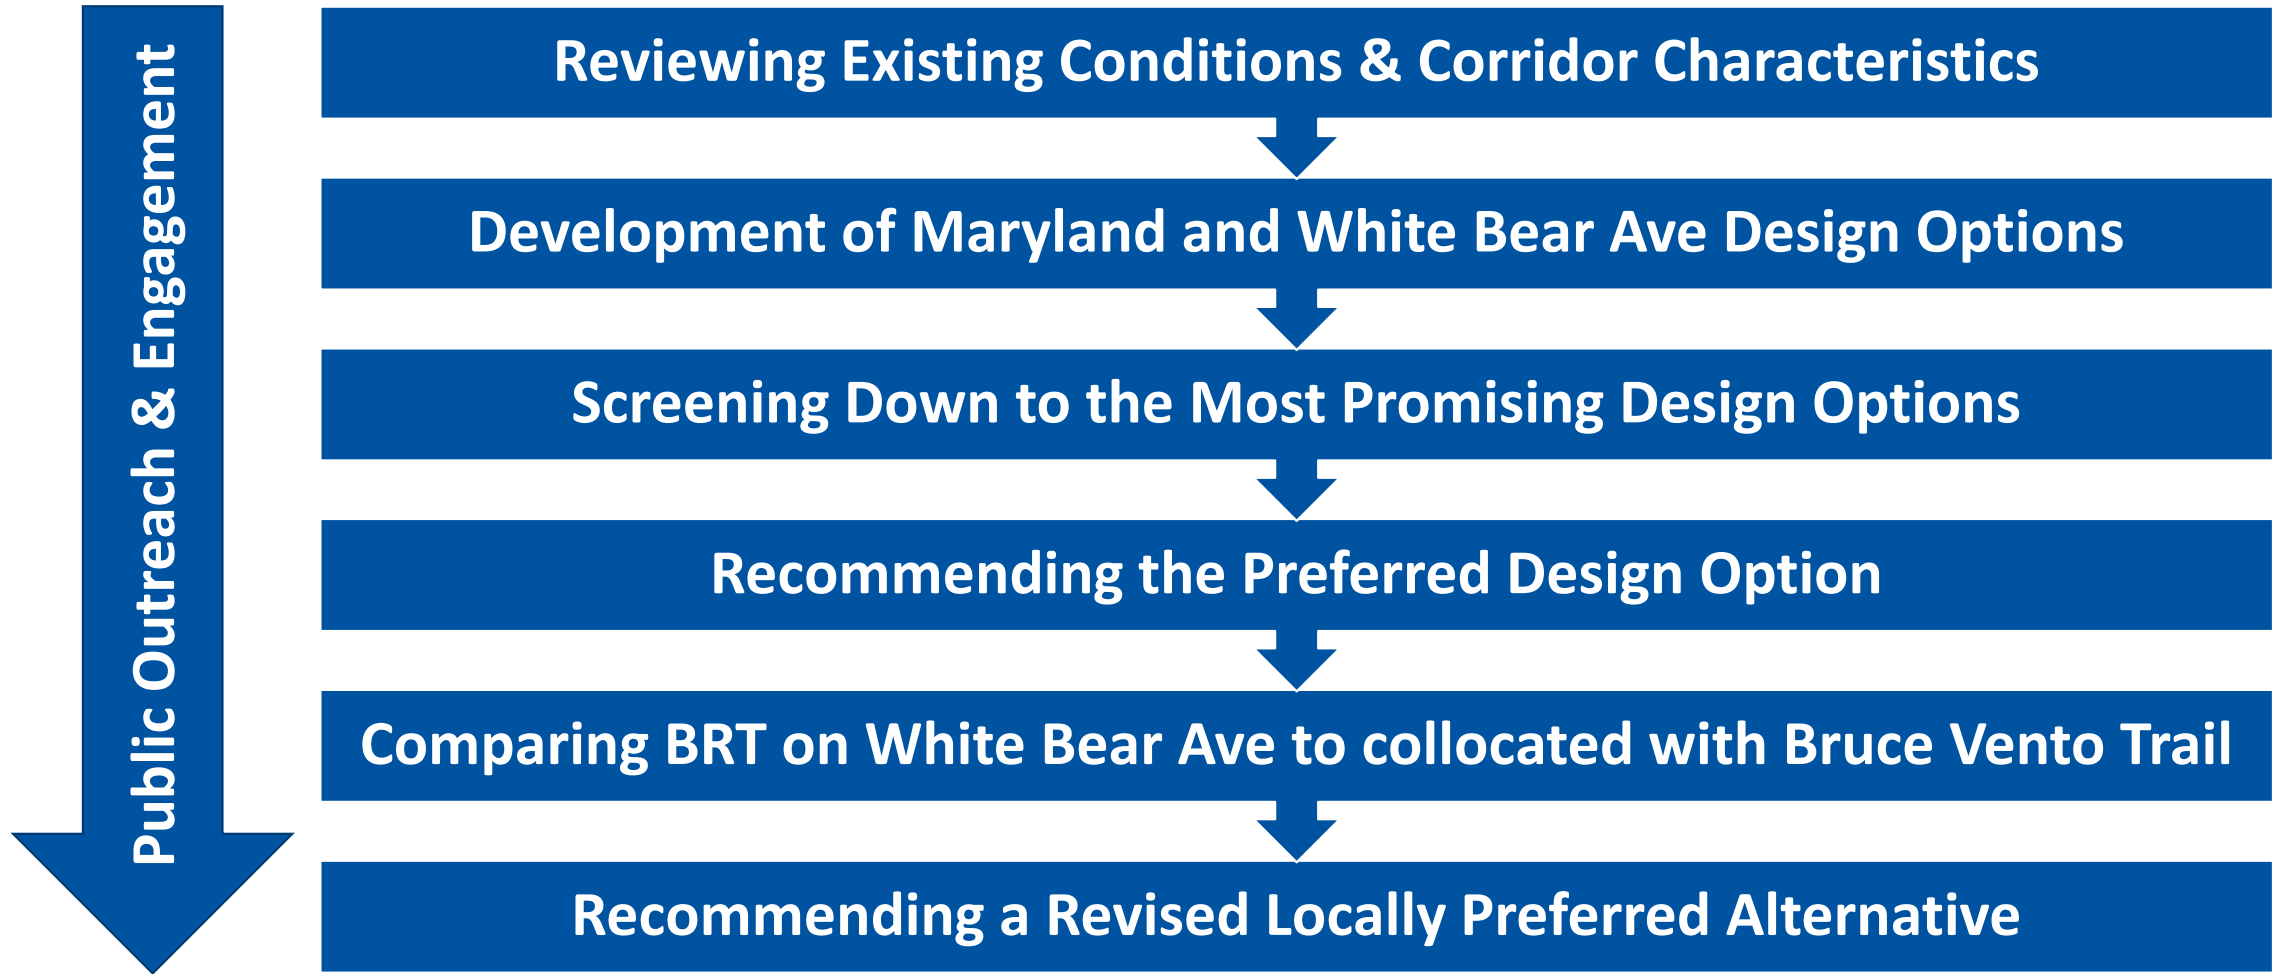 Public Outreach & Engagement
Reviewing Existing Conditions & Corridor Characteristics
Development of Maryland and White Bear Ave Design Options
Screening Down to the Most Promising Design Options
Recommending the Preferred Design Option
Comparing BRT on White Bear Ave to collocated with Bruce Vento Trail
Recommending a Revised Locally Preferred Alternative